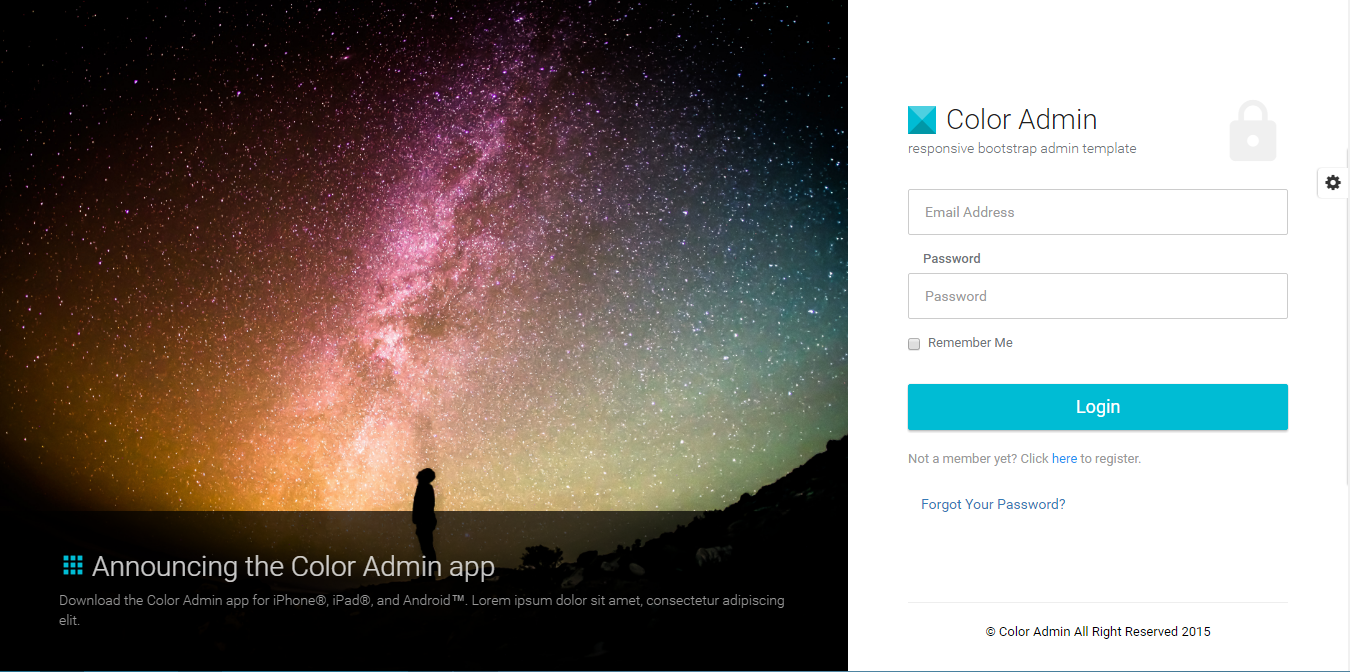 Color Admin
responsive bootstrap admin template
Email Address
Password
Password
Remember Me
Login
Not a member yet? Click here to register.
Forgot Your Password?
© Color Admin All Right Reserved 2015
Announcing the Color Admin app
Download the Color Admin app for iPhone®, iPad®, and Android™. Lorem ipsum dolor sit amet, consectetur adipiscing
elit.